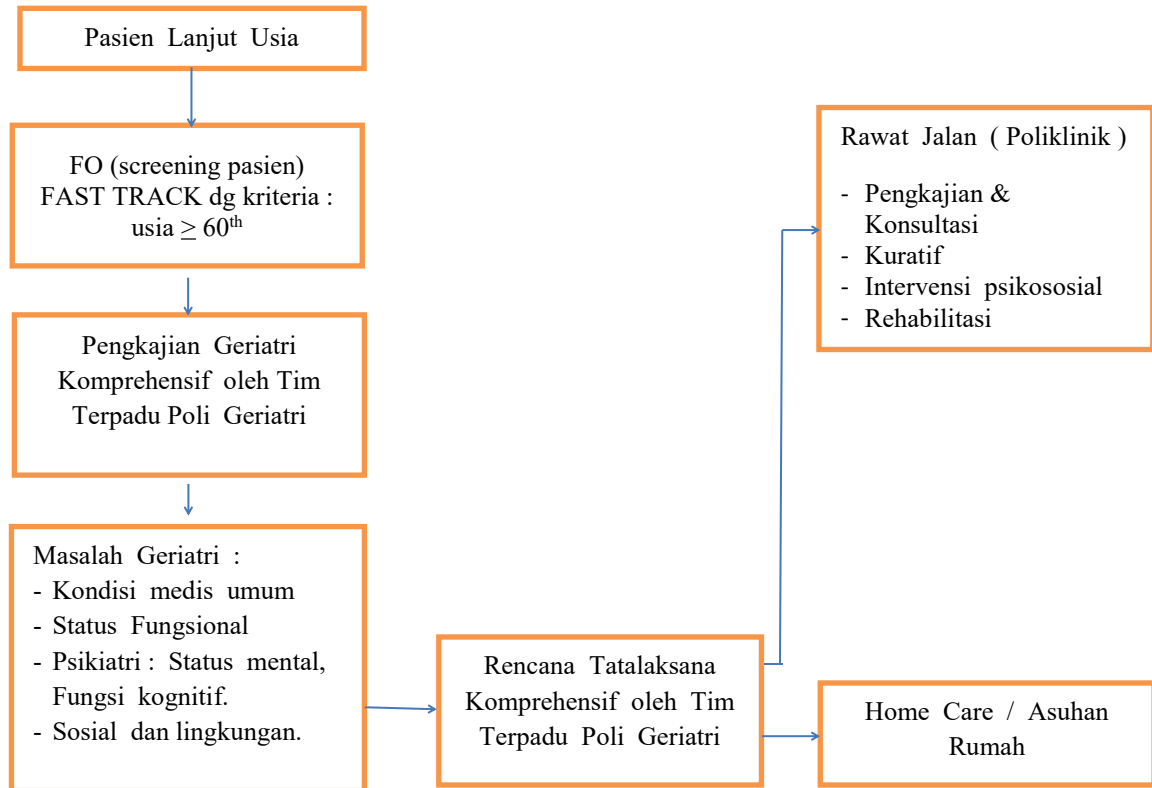 Pasien Lanjut Usia
FO (screening pasien)
FAST TRACK dg kriteria :
usia ≥ 60th
Pengkajian Geriatri
Komprehensif oleh Tim
Terpadu Poli Geriatri
Masalah Geriatri :
- Kondisi medis umum
- Status Fungsional
- Psikiatri : Status mental,
Fungsi kognitif.
- Sosial dan lingkungan.
Rencana Tatalaksana
Komprehensif oleh Tim
Terpadu Poli Geriatri
Rawat Jalan ( Poliklinik )
- Pengkajian &
Konsultasi
- Kuratif
- Intervensi psikososial
- Rehabilitasi
Home Care / Asuhan
Rumah